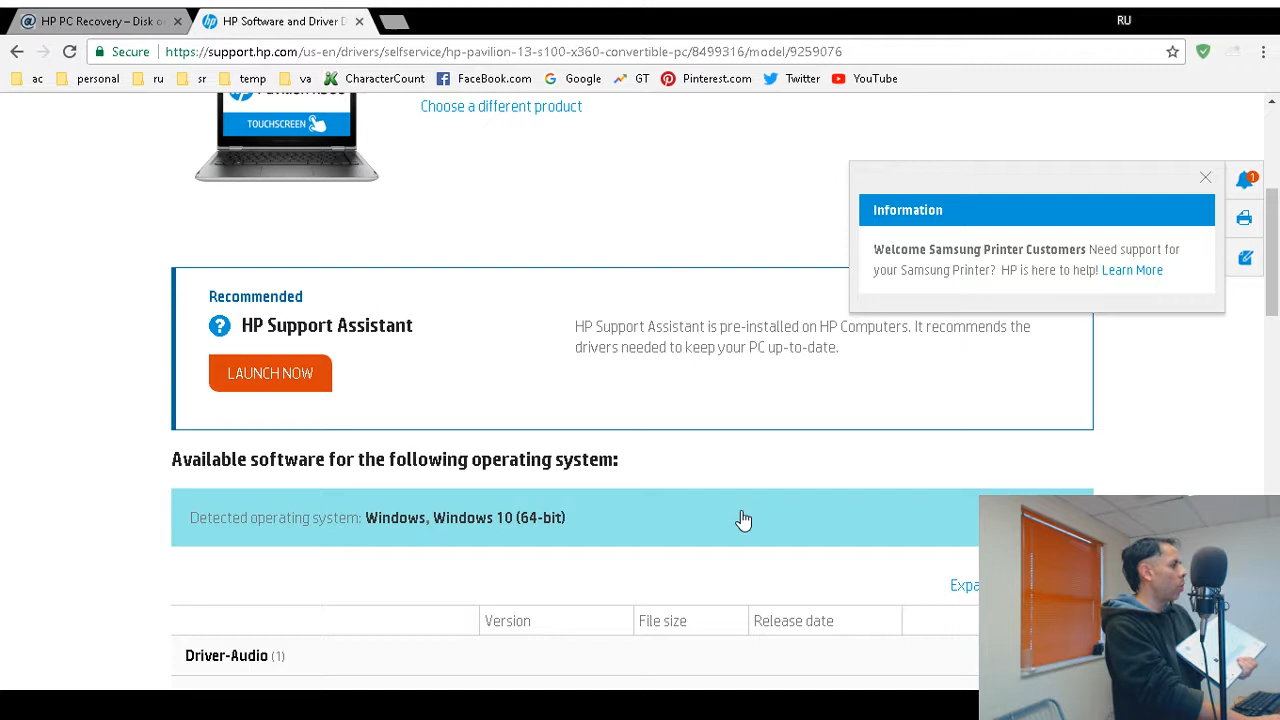 HP PC Recovery – Disk o
HP Software and Driver D
RU
Secure
https://support.hp.com/us-en/drivers/selfservice/hp-pavilion-13-s100-x360-convertible-pc/8499316/model/9259076
ac
personal
ru
sr
temp
va
CharacterCount
FaceBook.com
Google
GT
Pinterest.com
Twitter
YouTube
TOUCHSCREEN
Choose a different product
1
Information
Welcome Samsung Printer Customers Need support for
your Samsung Printer? HP is here to help! Learn More
Recommended
HP Support Assistant
HP Support Assistant is pre-installed on HP Computers. It recommends the
drivers needed to keep your PC up-to-date.
LAUNCH NOW
Available software for the following operating system:
Detected operating system: Windows, Windows 10 (64-bit)
Expa
Version
File size
Release date
Driver-Audio (1)